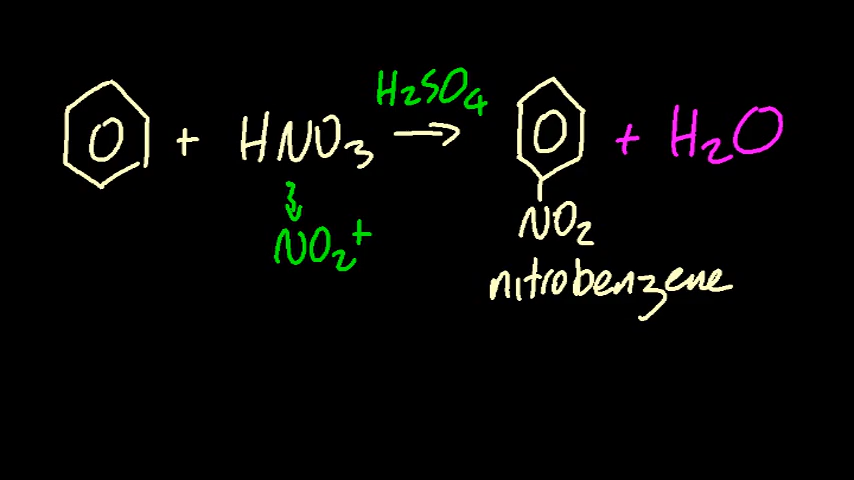 H2SO4
+ HNO3 → + H2O
NO2+
NO2
nitrobenzene